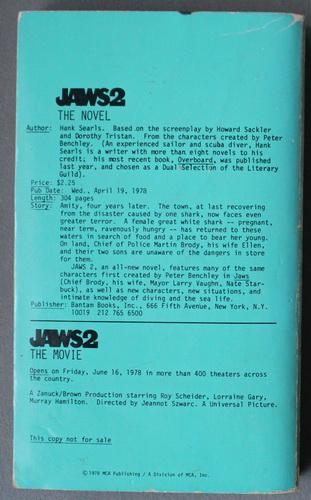 JAWS 2
THE NOVEL
Author: Hank Searls. Based on the screenplay by Howard Sackler
and Dorothy Tristan. From the characters created by Peter
Benchley. (An experienced sailor and scuba diver, Hank
Searls is a writer with more than eight novels to his
credit; his most recent book, Overboard, was published
last year, and chosen as a Dual Selection of the Literary
Guild.)
Price: $2.25
Pub Date: Wed., April 19, 1978
Length: 304 pages
Story: Amity, four years later. The town, at last recovering
from the disaster caused by one shark, now faces even
greater terror. A female great white shark -- pregnant,
near term, ravenously hungry -- has returned to these
waters in search of food and a place to bear her young.
On land, Chief of Police Martin Brody, his wife Ellen,
and their two sons are unaware of the dangers in store
for them.
JAWS 2, an all-new novel, features many of the same
characters first created by Peter Benchley in Jaws
(Chief Brody, his wife, Mayor Larry Vaughn, Nate Star-
buck), as well as new characters, new situations, and
intimate knowledge of diving and the sea life.
Publisher: Bantam Books, Inc., 666 Fifth Avenue, New York, N.Y.
10019 212 765 6500
JAWS 2
THE MOVIE
Opens on Friday, June 16, 1978 in more than 400 theaters across
the country.
A Zanuck/Brown Production starring Roy Scheider, Lorraine Gary,
Murray Hamilton. Directed by Jeannot Szwarc. A Universal Picture.
This copy not for sale
©1978 MCA Publishing / A Division of MCA, Inc.